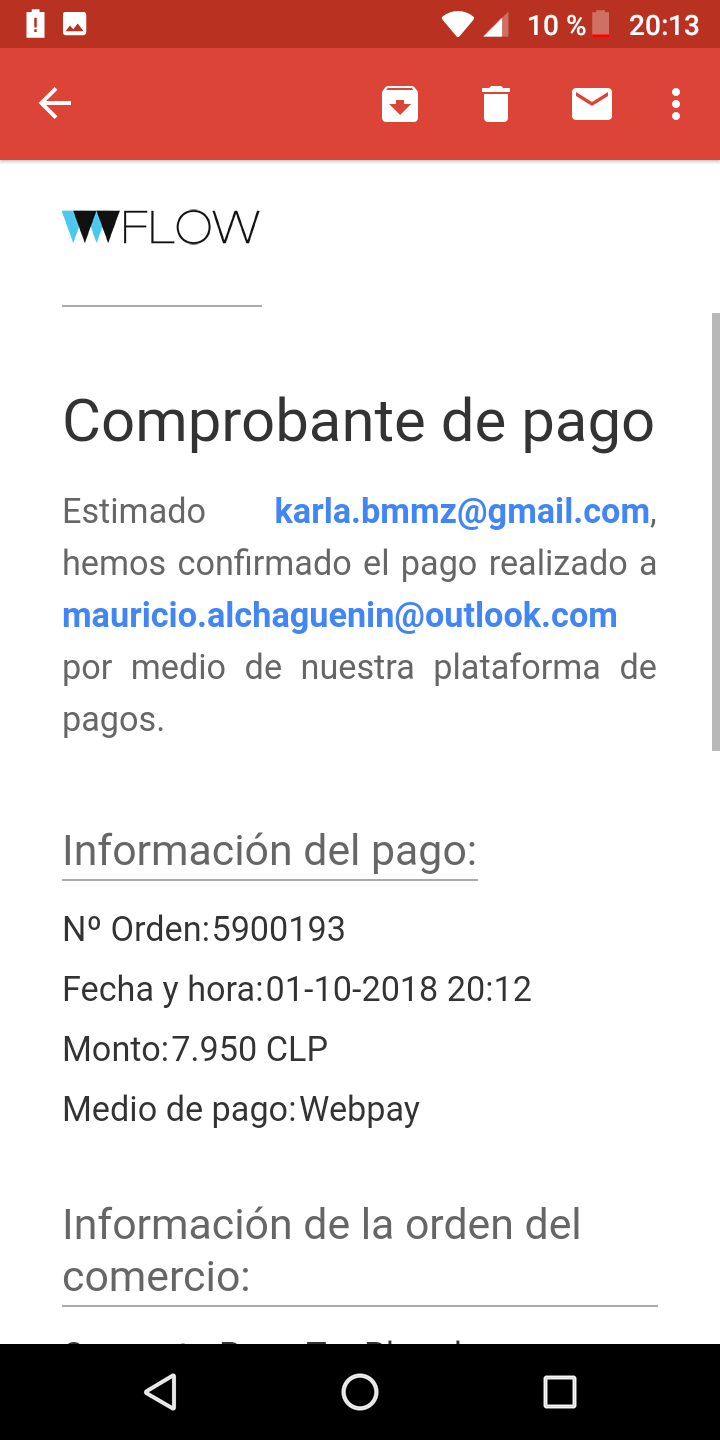 10 % 20:13
FLOW
Comprobante de pago
Estimado karla.bmmz@gmail.com,
hemos confirmado el pago realizado a
mauricio.alchaguenin@outlook.com
por medio de nuestra plataforma de
pagos.
Información del pago:
Nº Orden:5900193
Fecha y hora:01-10-2018 20:12
Monto:7.950 CLP
Medio de pago:Webpay
Información de la orden del
comercio: